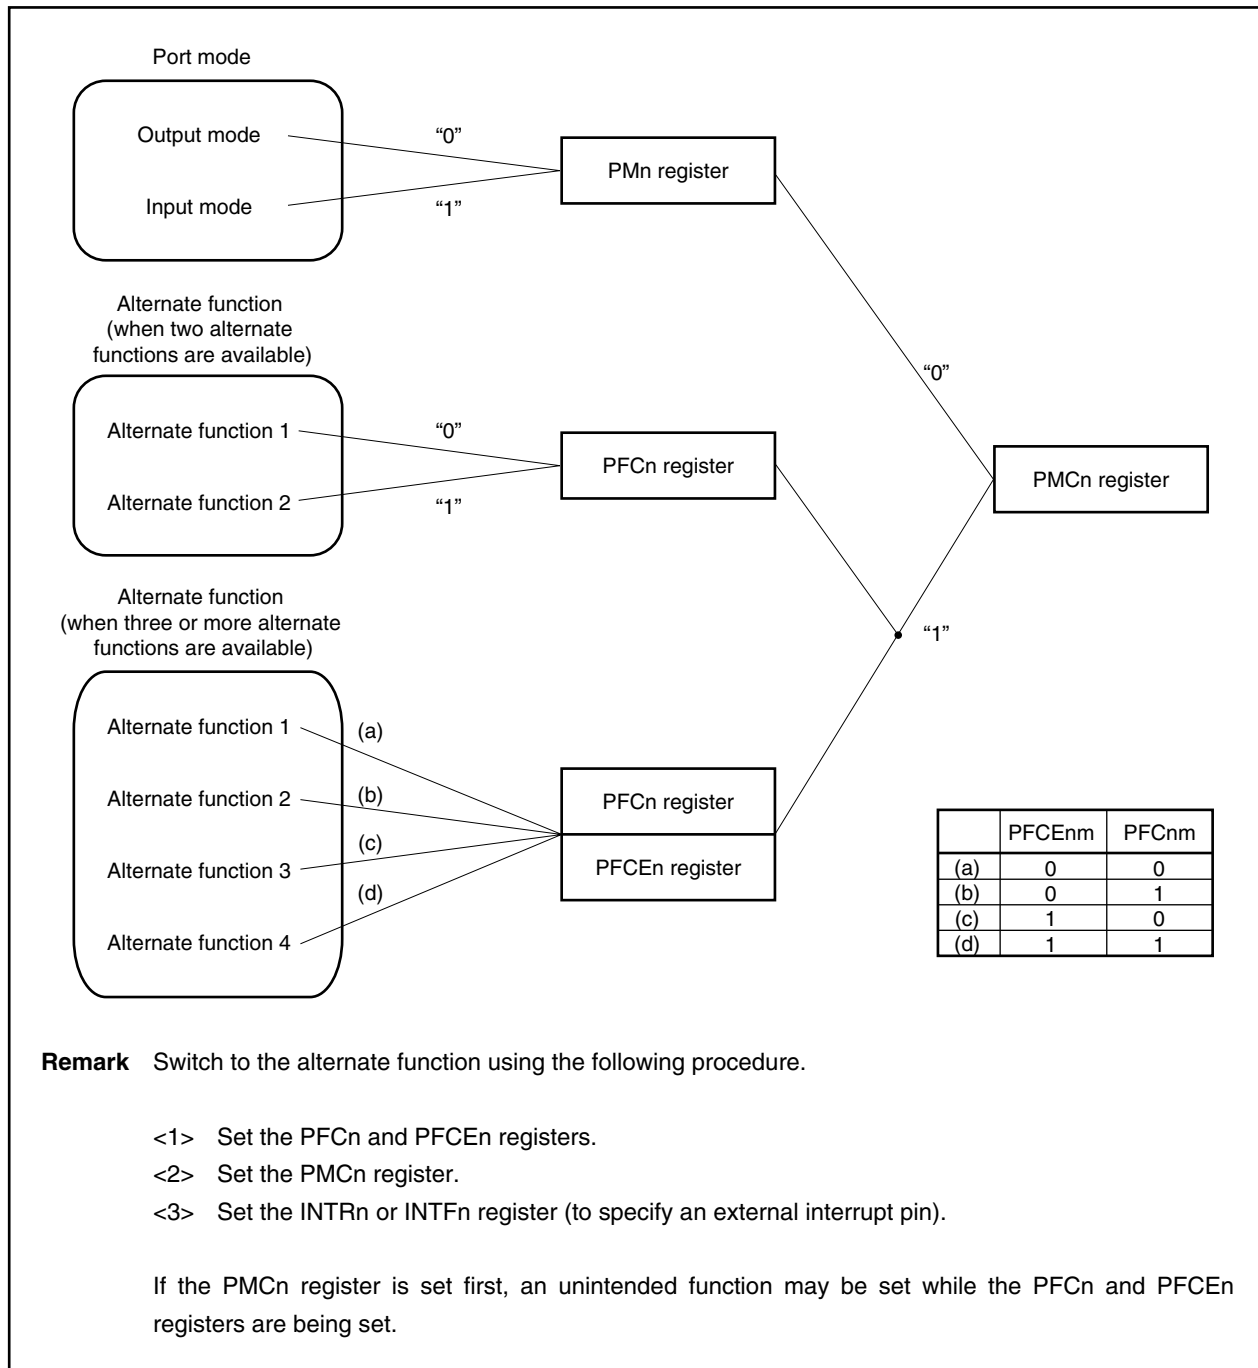 Port mode
Output mode
Input mode
“0”
“1”
PMn register
Alternate function
(when two alternate
functions are available)
Alternate function 1
Alternate function 2
“0”
“1”
PFCn register
“0”
PMCn register
“1”
Alternate function
(when three or more alternate
functions are available)
Alternate function 1
Alternate function 2
Alternate function 3
Alternate function 4
(a)
(b)
(c)
(d)
PFCn register
PFCEn register
PFCEnm PFCnm
(a) 0 0
(b) 0 1
(c) 1 0
(d) 1 1
Remark Switch to the alternate function using the following procedure.
<1> Set the PFCn and PFCEn registers.
<2> Set the PMCn register.
<3> Set the INTRn or INTFn register (to specify an external interrupt pin).
If the PMCn register is set first, an unintended function may be set while the PFCn and PFCEn
registers are being set.